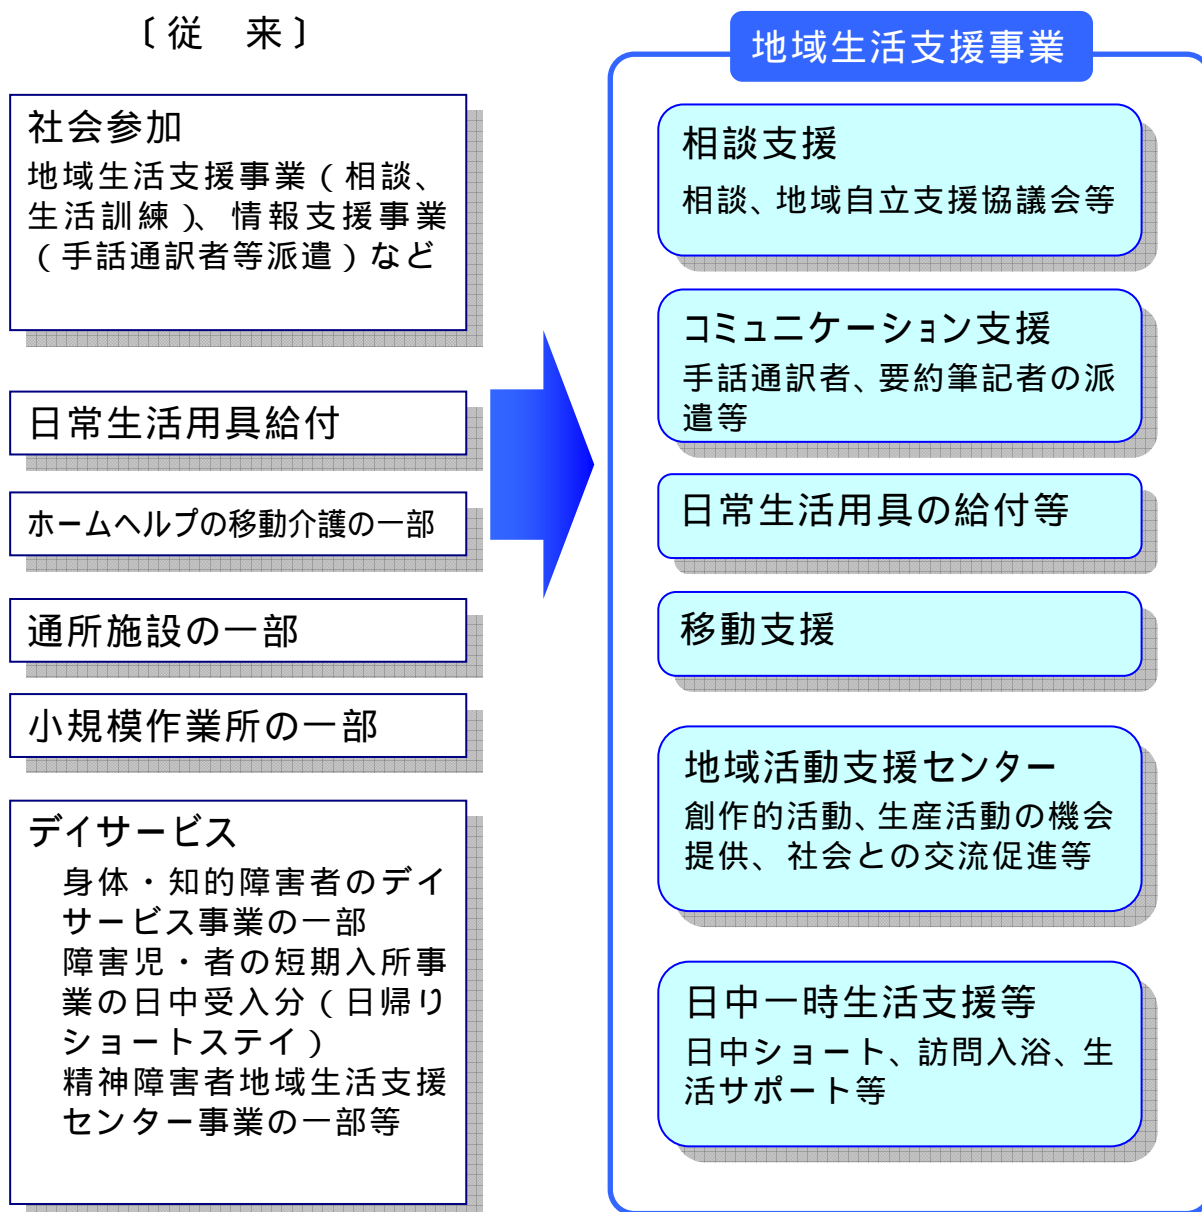 〔従　来〕
社会参加
地域生活支援事業（相談、
生活訓練）、情報支援事業
（手話通訳者等派遣）など
日常生活用具給付
ホームヘルプの移動介護の一部
通所施設の一部
小規模作業所の一部
デイサービス
身体・知的障害者のデイ
サービス事業の一部
障害児・者の短期入所事
業の日中受入分（日帰り
ショートステイ）
精神障害者地域生活支援
センター事業の一部等
地域生活支援事業
相談支援
相談、地域自立支援協議会等
コミュニケーション支援
手話通訳者、要約筆記者の派
遣等
日常生活用具の給付等
移動支援
地域活動支援センター
創作的活動、生産活動の機会
提供、社会との交流促進等
日中一時生活支援等
日中ショート、訪問入浴、生
活サポート等